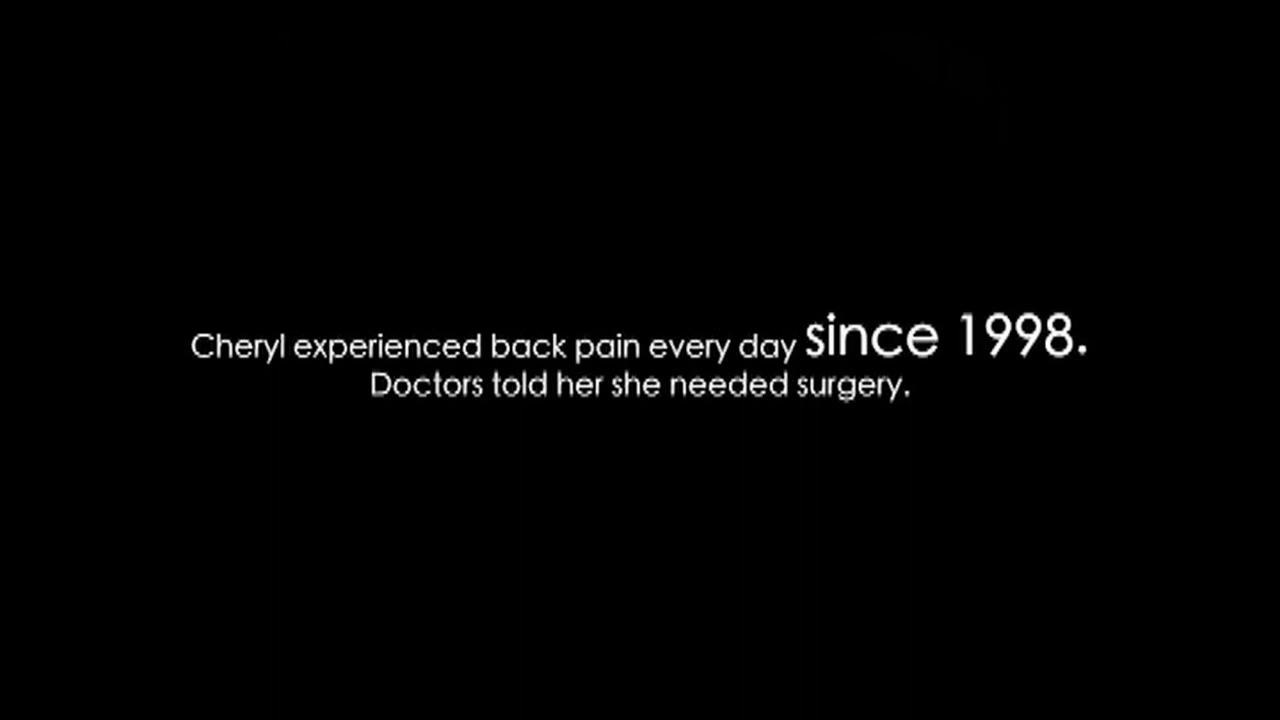 Cheryl experienced back pain every day since 1998.
Doctors told her she needed surgery.